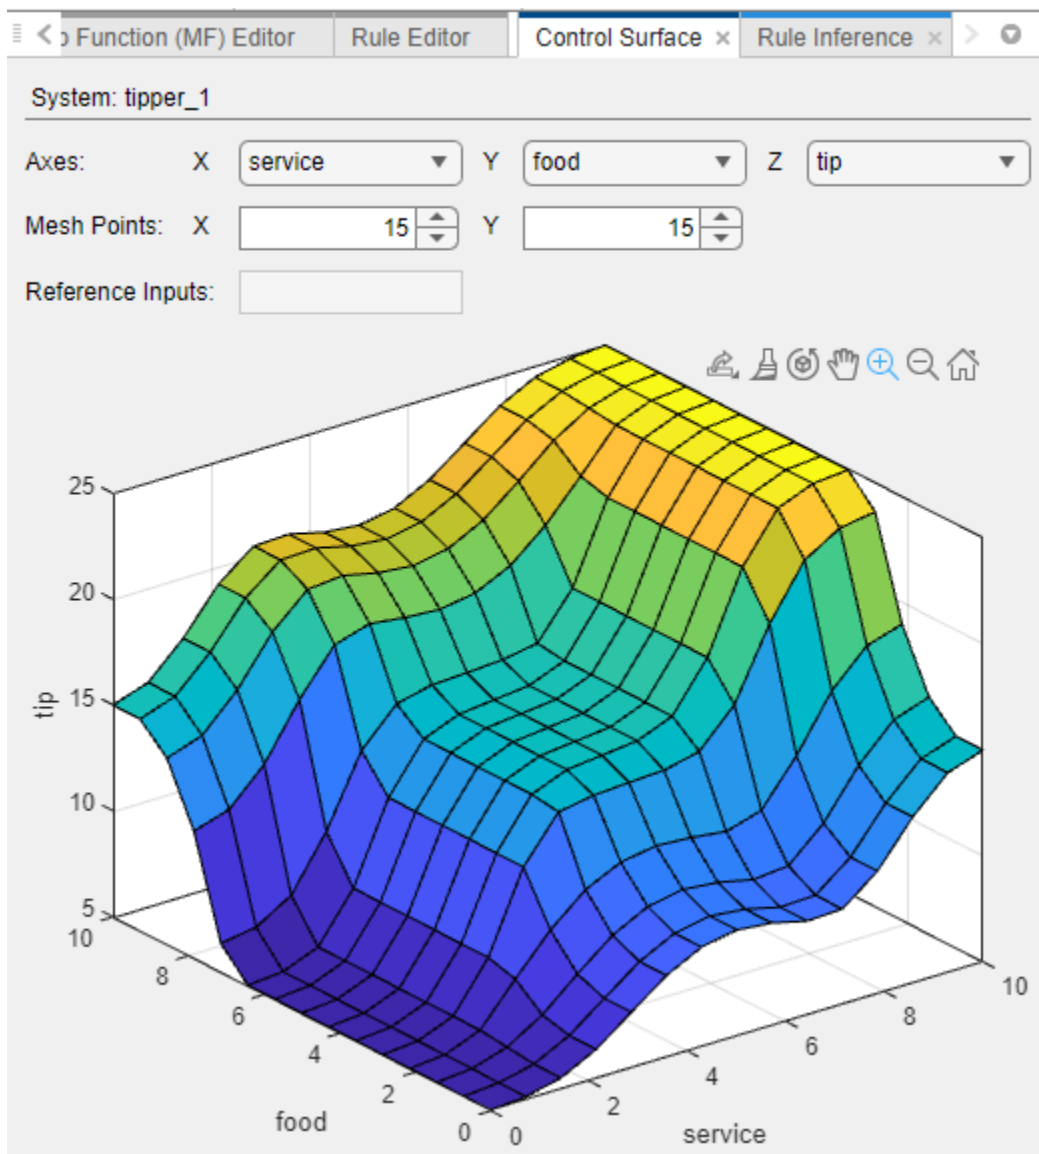 Function (MF) Editor Rule Editor Control Surface × Rule Inference ×
System: tipper_1
Axes: X service Y food Z tip
Mesh Points: X 15 Y 15
Reference Inputs:
25
20
15
10
5
tip
10
8
6
4
2
0
food
0
2
4
6
8
10
service